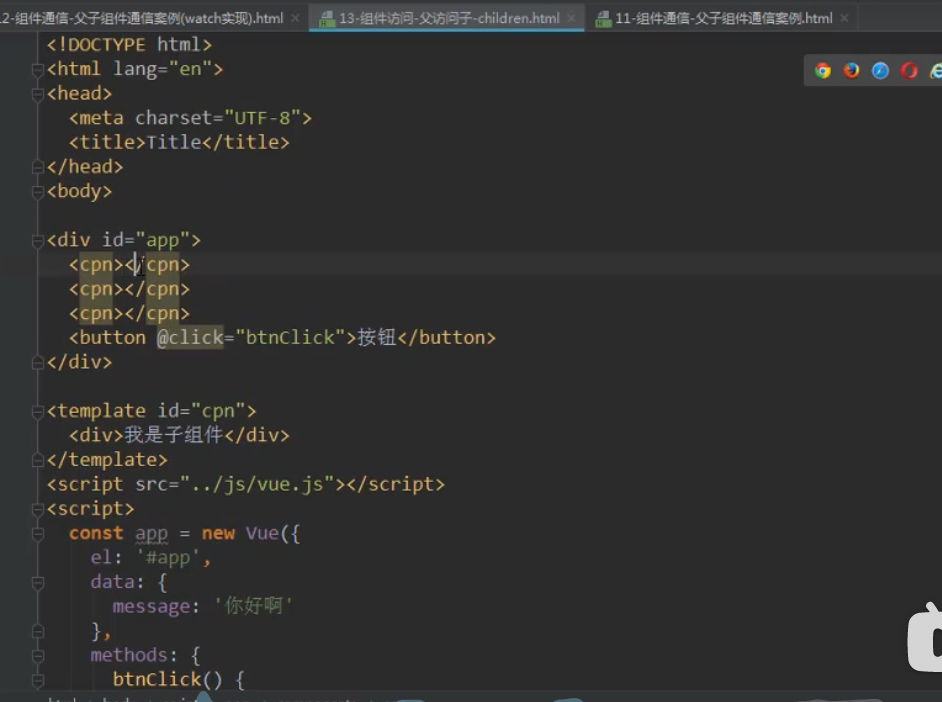 12-组件通信-父子组件通信案例(watch实现).html × 13-组件访问-父访问子-children.html × 11-组件通信-父子组件通信案例.html ×
<!DOCTYPE html>
<html lang="en">
<head>
<meta charset="UTF-8">
<title>Title</title>
</head>
<body>
<div id="app">
<cpn></cpn>
<cpn></cpn>
<cpn></cpn>
<button @click="btnClick">按钮</button>
</div>
<template id="cpn">
<div>我是子组件</div>
</template>
<script src="../js/vue.js"></script>
<script>
const app = new Vue({
el: '#app',
data: {
message: '你好啊'
},
methods: {
btnClick() {